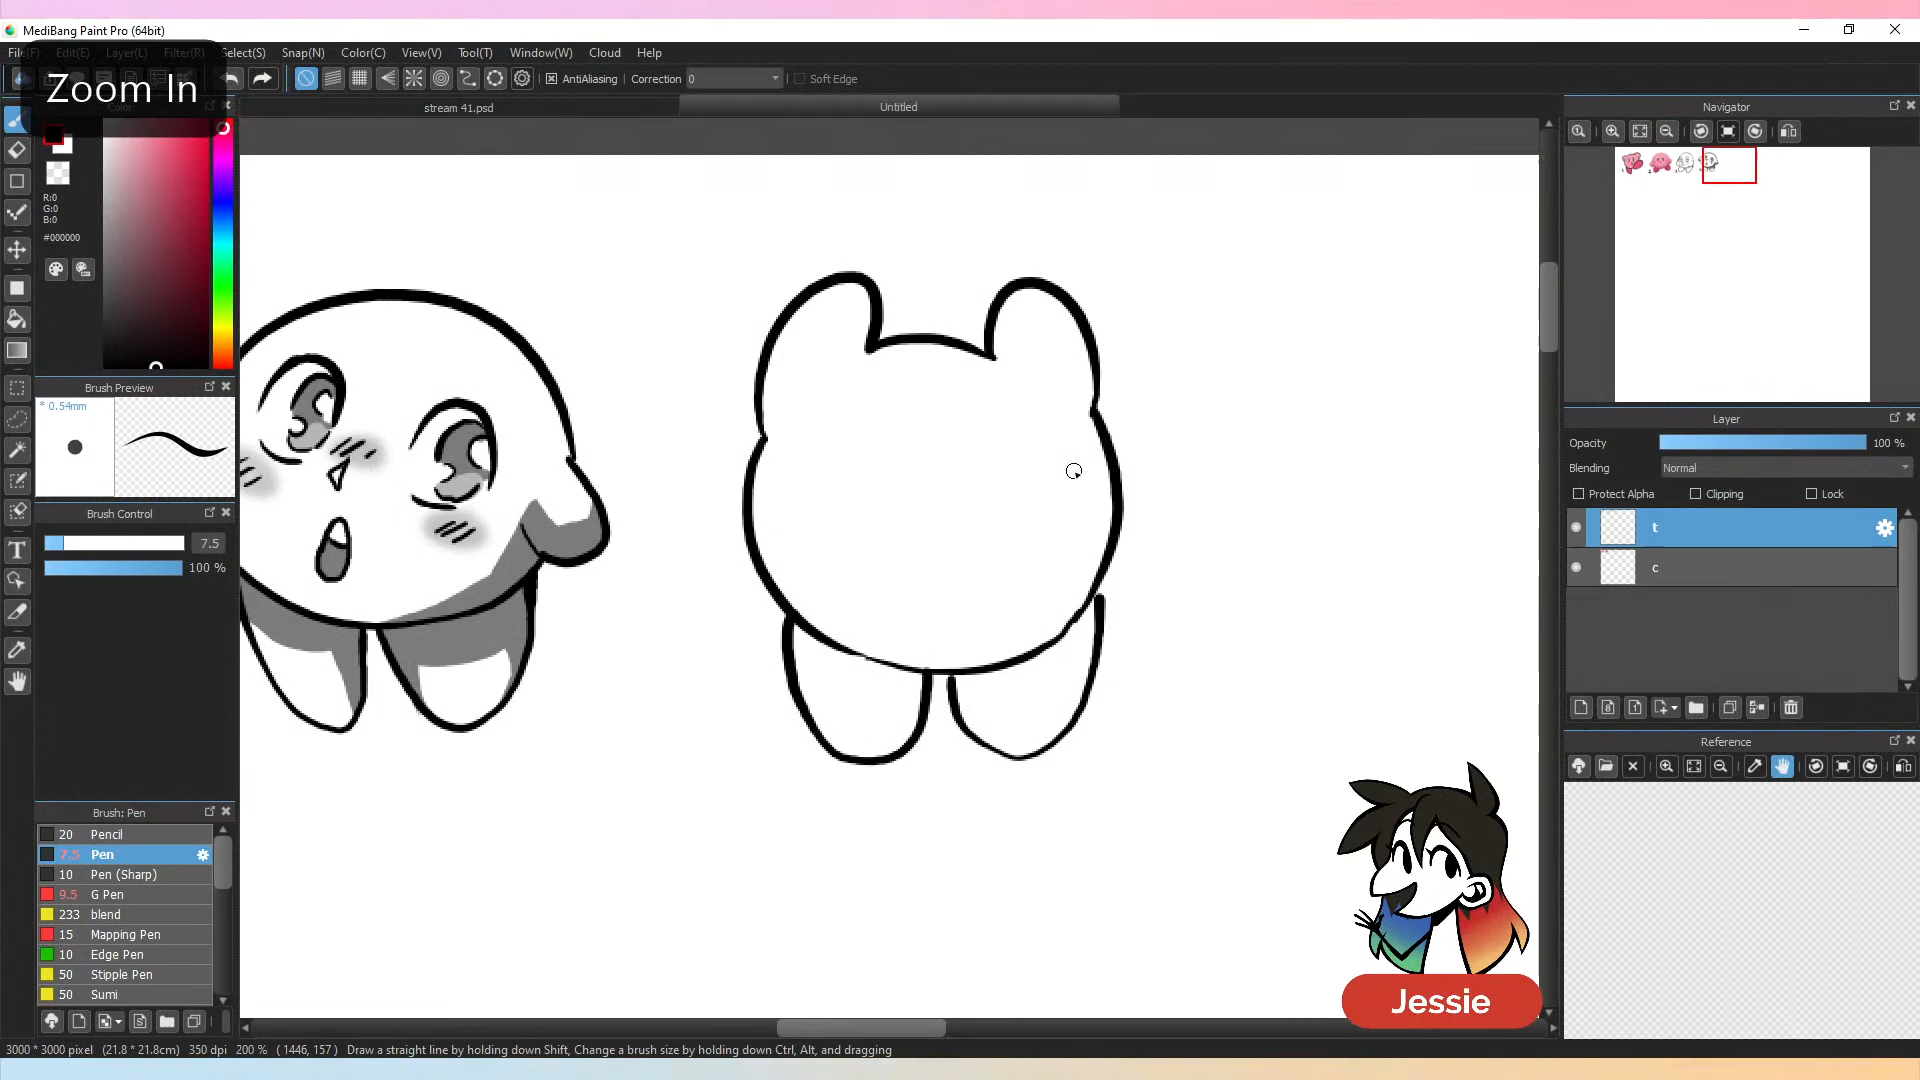 MediBang Paint Pro (64bit)
File(F) Edit(E) Layer(L) Filter(R) Select(S) Snap(N) Color(C) View(V) Tool(T) Window(W) Cloud Help
Zoom In
AntiAliasing Correction 0 Soft Edge
Color
stream 41.psd
Untitled
R:0
G:0
B:0
#000000
Brush Preview
* 0.54mm
Brush Control
7.5
100 %
Brush: Pen
20 Pencil
7.5 Pen
10 Pen (Sharp)
9.5 G Pen
233 blend
15 Mapping Pen
10 Edge Pen
50 Stipple Pen
50 Sumi
Navigator
Layer
Opacity 100 %
Blending Normal
Protect Alpha Clipping Lock
t
c
Reference
Jessie
3000 * 3000 pixel (21.8 * 21.8cm) 350 dpi 200 % ( 1446, 157 ) Draw a straight line by holding down Shift, Change a brush size by holding down Ctrl, Alt, and dragging